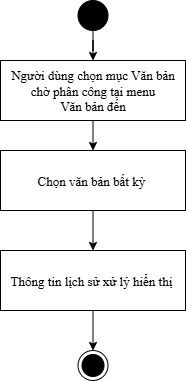 Người dùng chọn mục Văn bản
chờ phân công tại menu
Văn bản đến
Chọn văn bản bất kỳ
Thông tin lịch sử xử lý hiển thị